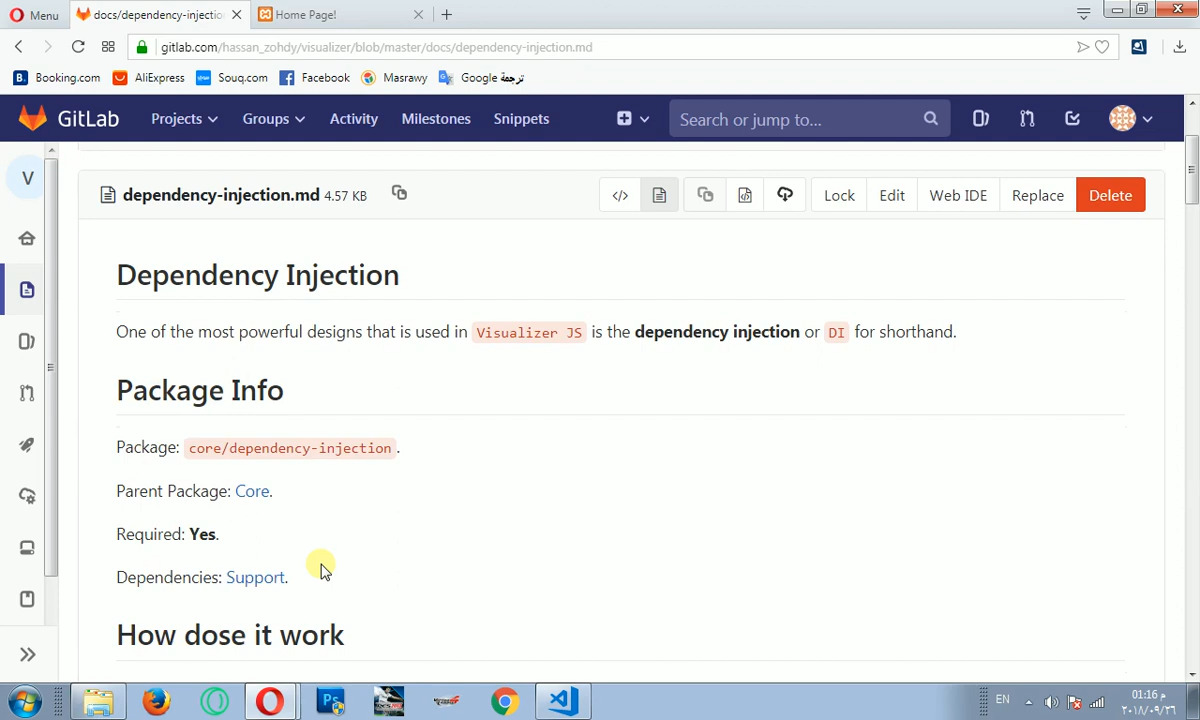 Menu
docs/dependency-injectio
Home Page!
gitlab.com/hassan_zohdy/visualizer/blob/master/docs/dependency-injection.md
B. Booking.com
AliExpress
Souq.com
Facebook
Masrawy
Google ترجمة
GitLab
Projects
Groups
Activity
Milestones
Snippets
Search or jump to...
V
dependency-injection.md 4.57 KB
Lock
Edit
Web IDE
Replace
Delete
Dependency Injection
One of the most powerful designs that is used in Visualizer JS is the dependency injection or DI for shorthand.
Package Info
Package: core/dependency-injection.
Parent Package: Core.
Required: Yes.
Dependencies: Support.
How dose it work
Ps
EN
01:16 م
٢٠١٨/٠٩/٢٦